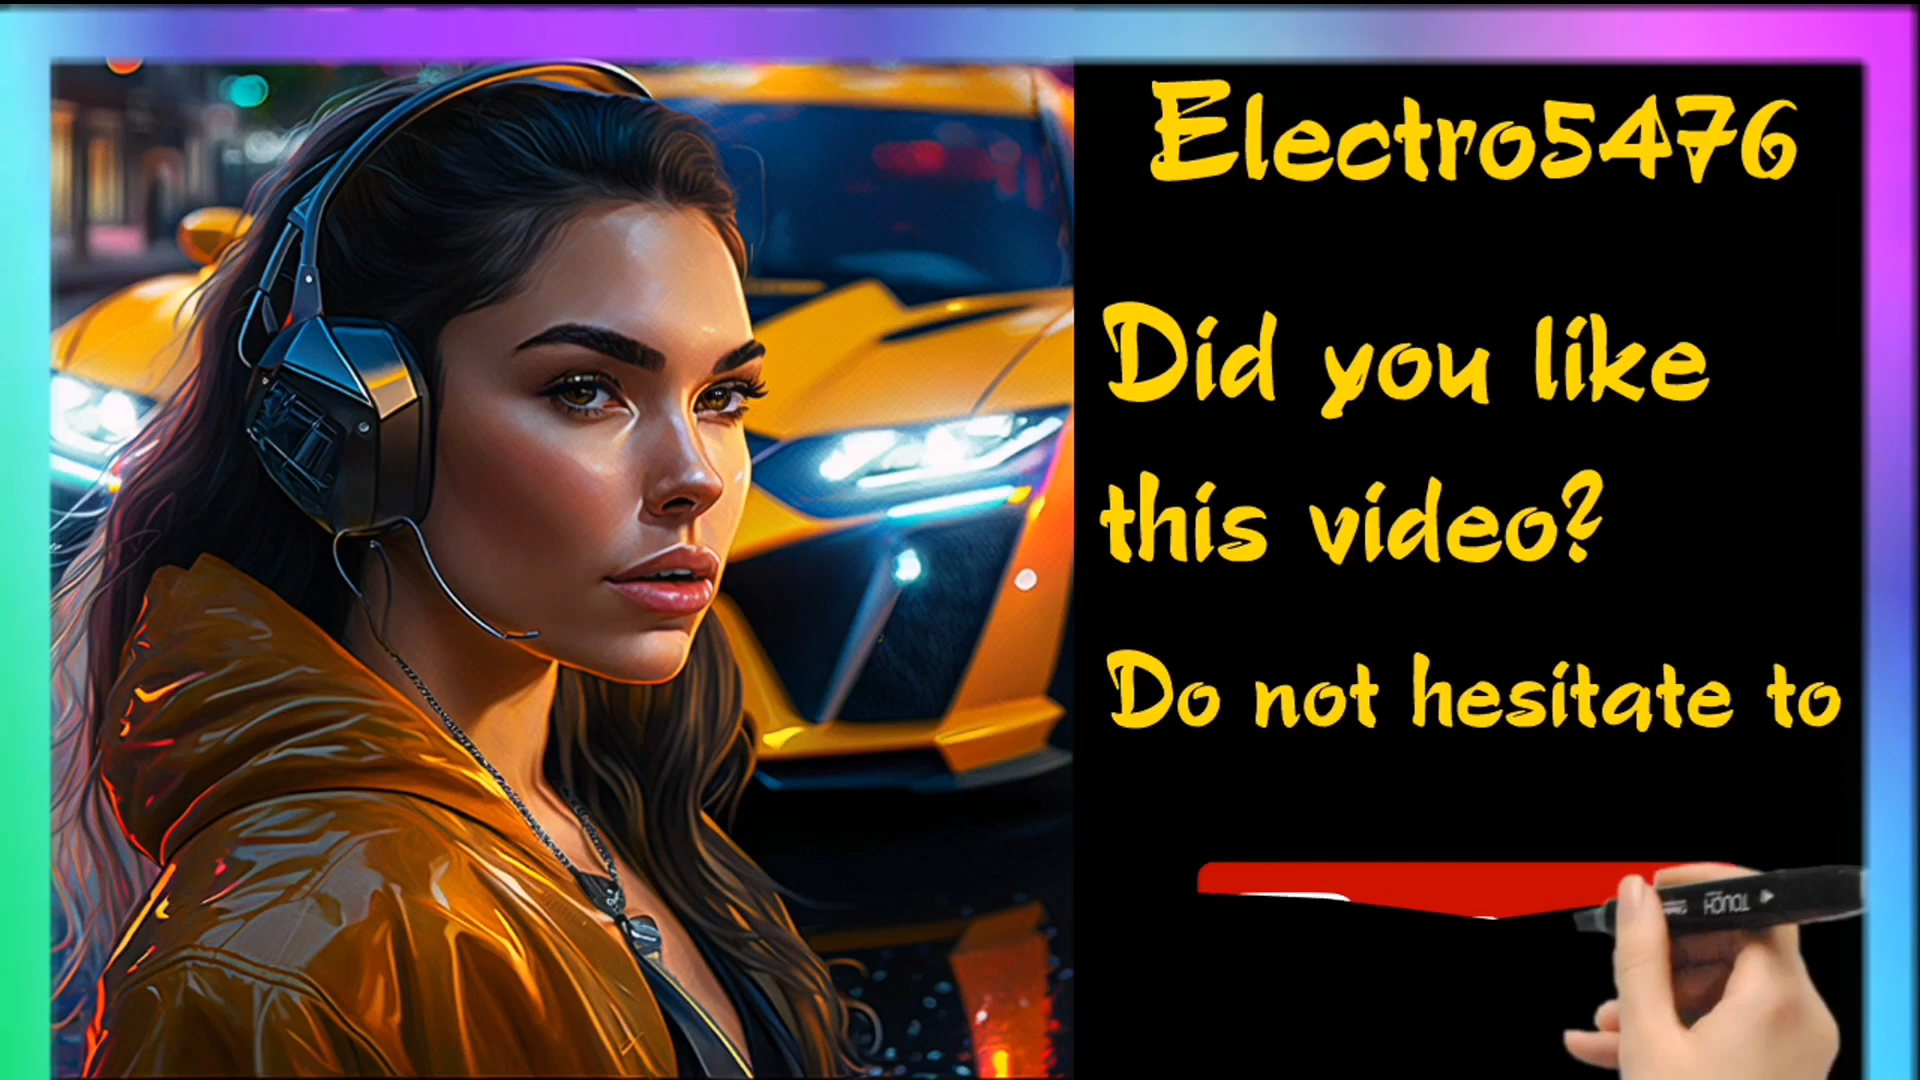 Electro5476
Did you like
this video?
Do not hesitate to
TOUCH